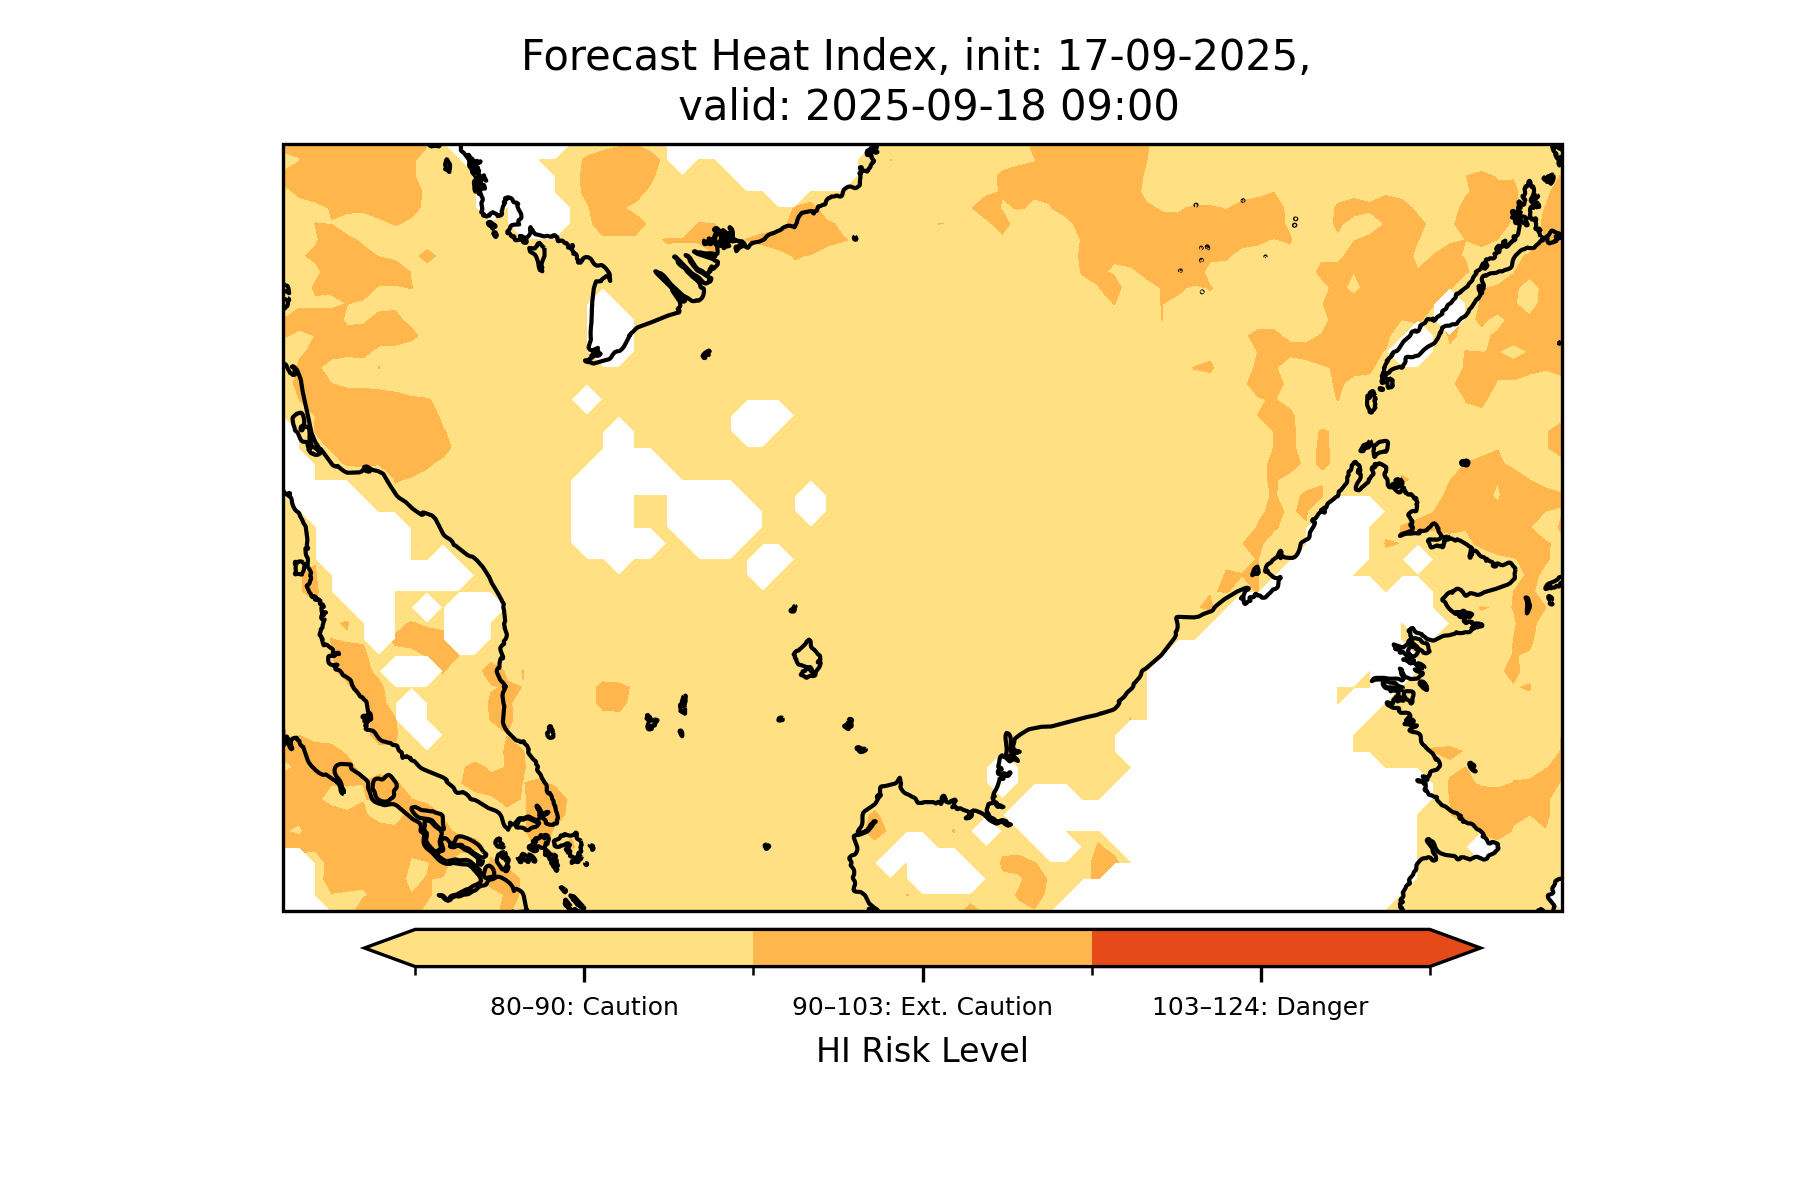 Forecast Heat Index, init: 17-09-2025,
valid: 2025-09-18 09:00
80–90: Caution
90–103: Ext. Caution
103–124: Danger
HI Risk Level